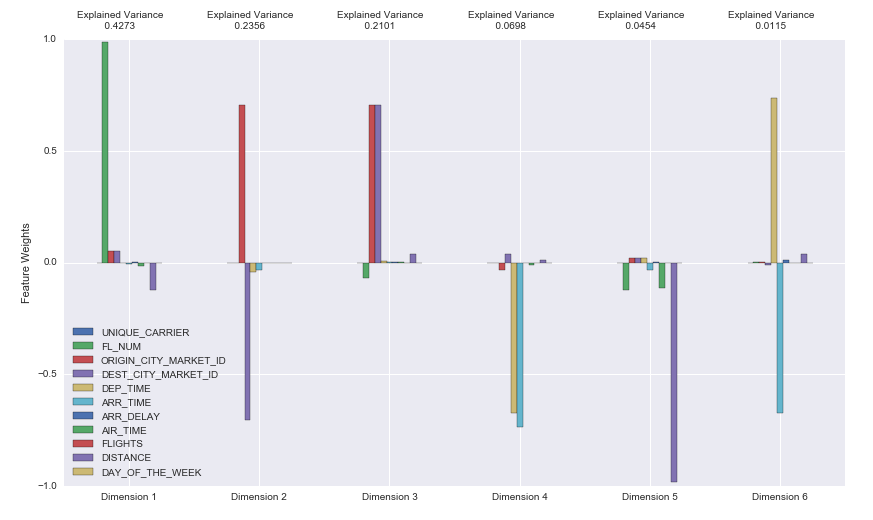 Explained Variance Explained Variance Explained Variance Explained Variance Explained Variance Explained Variance
0.4273 0.2356 0.2101 0.0698 0.0454 0.0115
1.0
0.5
0.0
−0.5
−1.0
Feature Weights
UNIQUE_CARRIER
FL_NUM
ORIGIN_CITY_MARKET_ID
DEST_CITY_MARKET_ID
DEP_TIME
ARR_TIME
ARR_DELAY
AIR_TIME
FLIGHTS
DISTANCE
DAY_OF_THE_WEEK
Dimension 1 Dimension 2 Dimension 3 Dimension 4 Dimension 5 Dimension 6